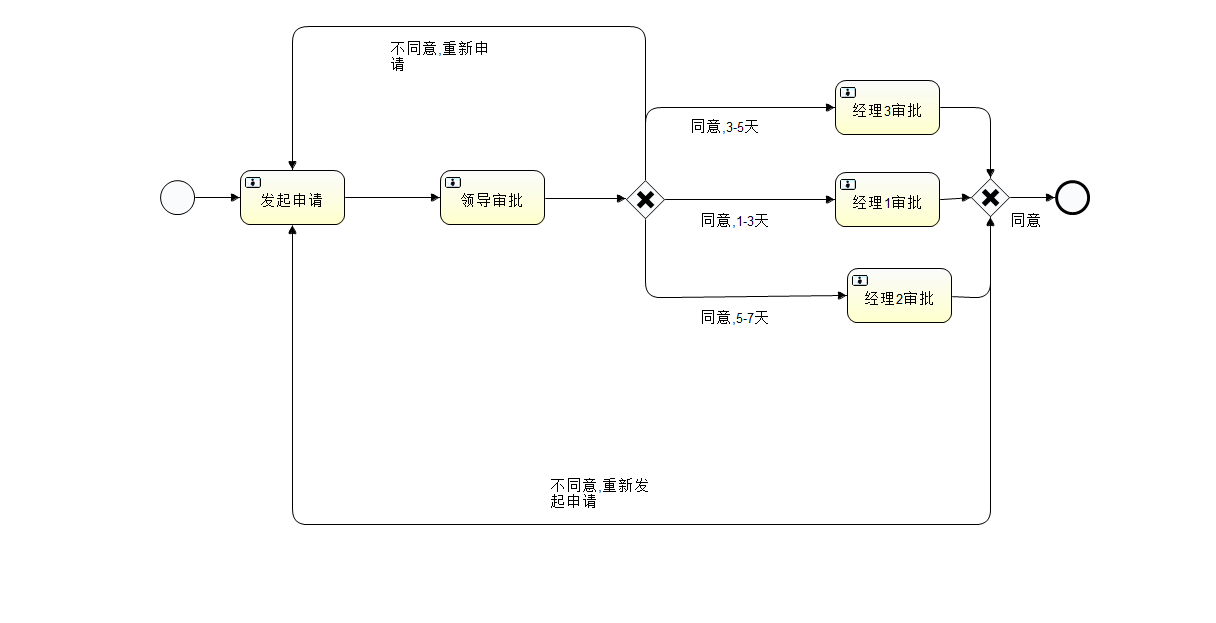 不同意,重新申
请
同意,3-5天
经理3审批
发起申请
领导审批
同意,1-3天
经理1审批
同意
同意,5-7天
经理2审批
不同意,重新发
起申请